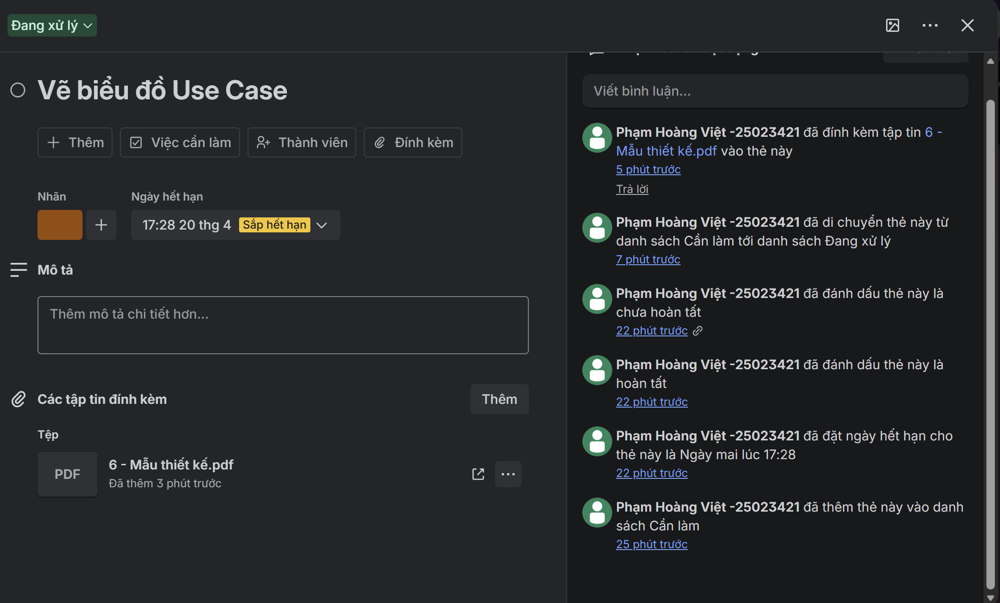 Đang xử lý
Vẽ biểu đồ Use Case
Thêm
Việc cần làm
Thành viên
Đính kèm
Nhãn
Ngày hết hạn
17:28 20 thg 4 Sắp hết hạn
Mô tả
Thêm mô tả chi tiết hơn...
Các tập tin đính kèm
Thêm
Tệp
PDF
6 - Mẫu thiết kế.pdf
Đã thêm 3 phút trước
Viết bình luận...
Phạm Hoàng Việt -25023421 đã đính kèm tập tin 6 -
Mẫu thiết kế.pdf vào thẻ này
5 phút trước
Trả lời
Phạm Hoàng Việt -25023421 đã di chuyển thẻ này từ
danh sách Cần làm tới danh sách Đang xử lý
7 phút trước
Phạm Hoàng Việt -25023421 đã đánh dấu thẻ này là
chưa hoàn tất
22 phút trước
Phạm Hoàng Việt -25023421 đã đánh dấu thẻ này là
hoàn tất
22 phút trước
Phạm Hoàng Việt -25023421 đã đặt ngày hết hạn cho
thẻ này là Ngày mai lúc 17:28
22 phút trước
Phạm Hoàng Việt -25023421 đã thêm thẻ này vào danh
sách Cần làm
25 phút trước